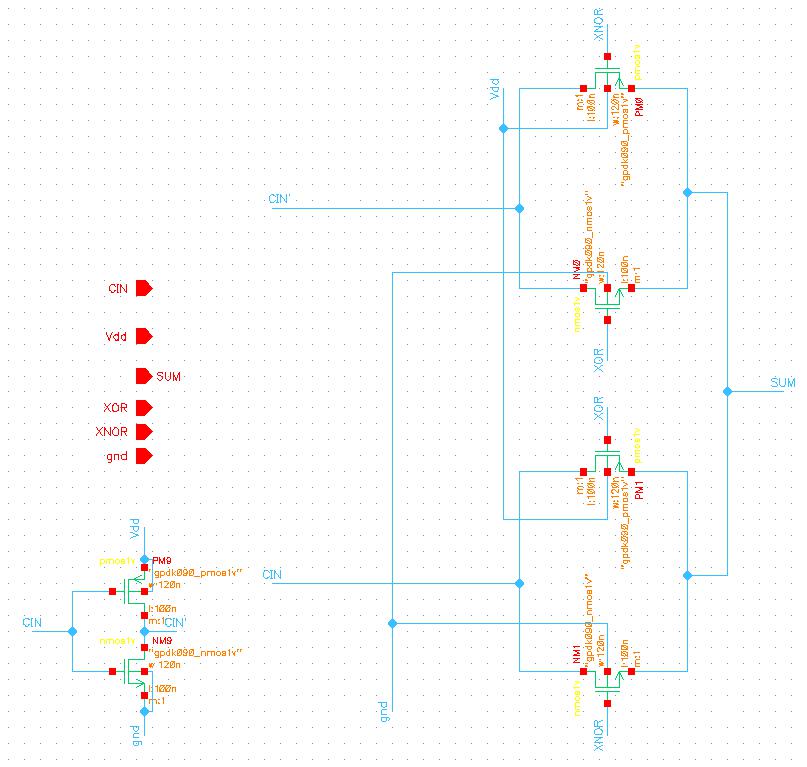 XNOR
pmos1v
Vdd
m:1
l:100n
w:120n
"gpdk090_pmos1v"
PM0
CIN'
"gpdk090_nmos1v"
NM0
w:120n
l:100n
m:1
nmos1v
XOR
CIN
Vdd
SUM
XOR
XNOR
gnd
SUM
XOR
pmos1v
m:1
l:100n
w:120n
"gpdk090_pmos1v"
PM1
Vdd
pmos1v
PM9
"gpdk090_pmos1v"
w:120n
l:100n
m:1
CIN
CIN'
CIN
nmos1v
NM9
"gpdk090_nmos1v"
w:120n
l:100n
m:1
gnd
gnd
"gpdk090_nmos1v"
NM1
w:120n
l:100n
m:1
nmos1v
XNOR